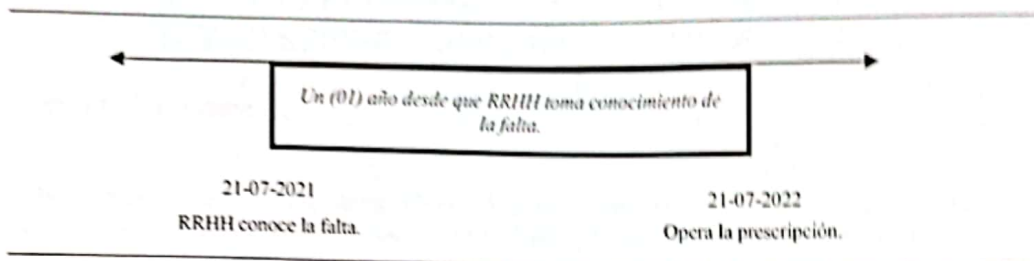 Un (01) año desde que RRHH toma conocimiento de
la falta.
21-07-2021
RRHH conoce la falta.
21-07-2022
Opera la prescripción.